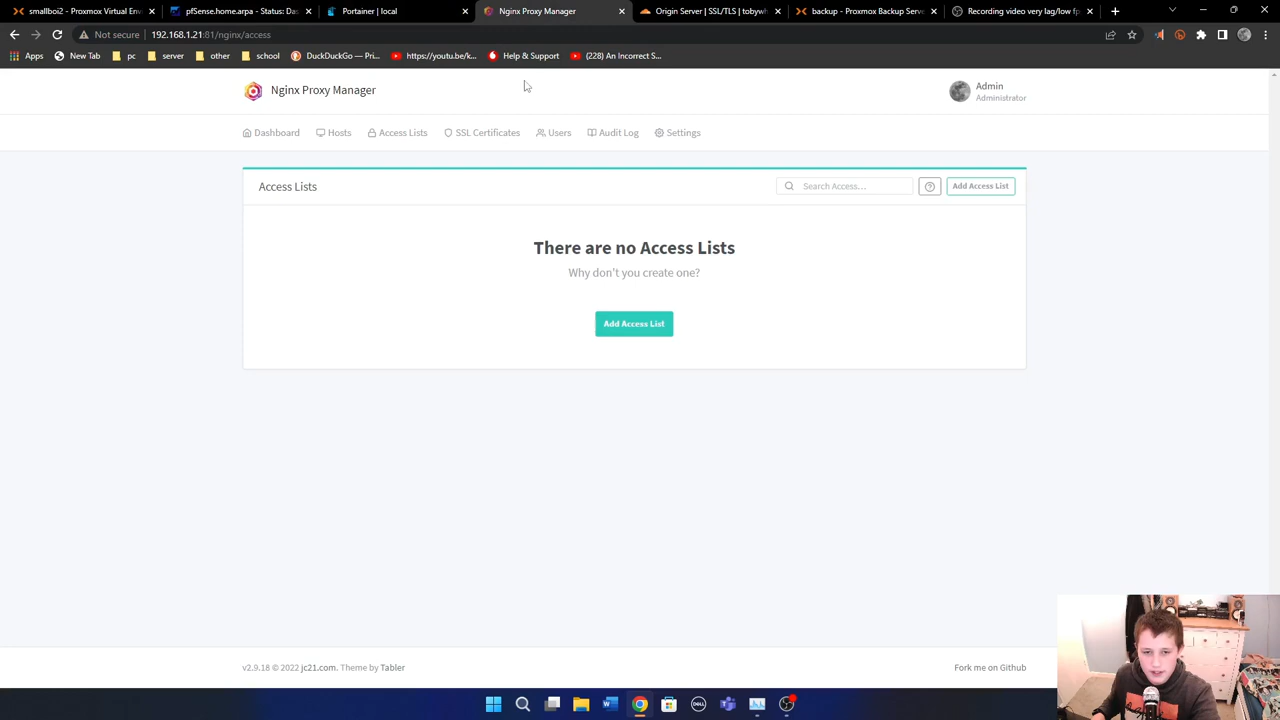 smallboi2 - Proxmox Virtual Env
pfSense.home.arpa - Status: Das
Portainer | local
Nginx Proxy Manager
Origin Server | SSL/TLS | tobywh
backup - Proxmox Backup Serve
Recording video very lag/low fp
Not secure | 192.168.1.21:81/nginx/access
Apps
New Tab
pc
server
other
school
DuckDuckGo — Pri...
https://youtu.be/k...
Help & Support
(228) An Incorrect S...
Nginx Proxy Manager
Admin
Administrator
Dashboard
Hosts
Access Lists
SSL Certificates
Users
Audit Log
Settings
Access Lists
Search Access...
Add Access List
There are no Access Lists
Why don't you create one?
Add Access List
v2.9.18 © 2022 jc21.com. Theme by Tabler
Fork me on Github